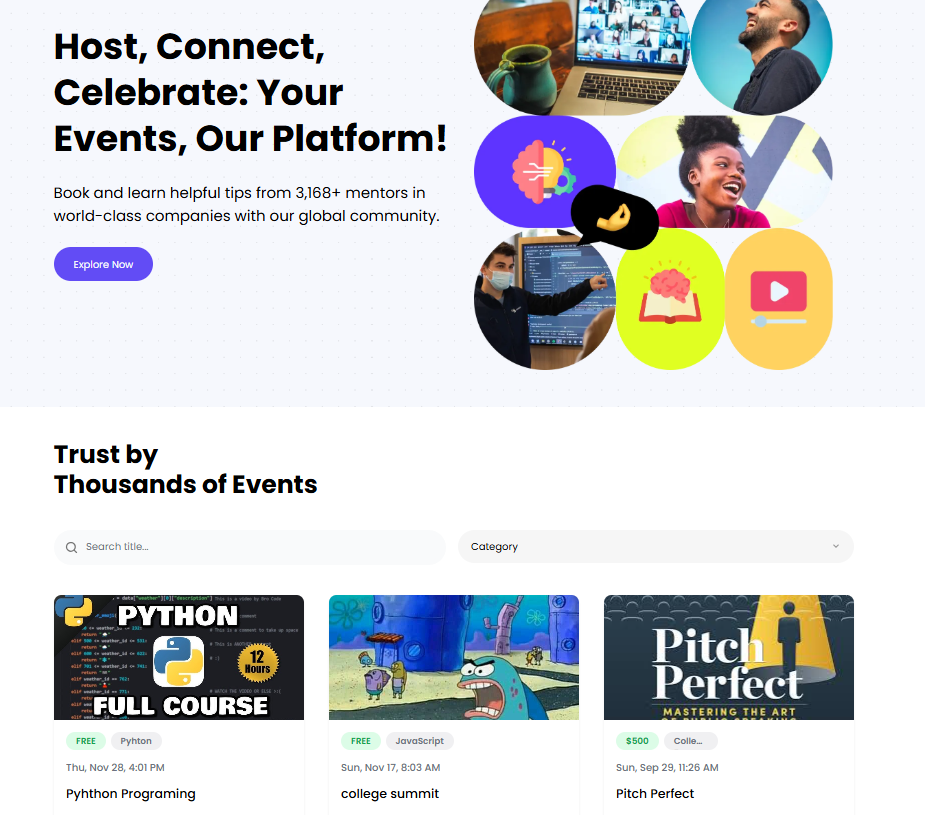 Host, Connect,
Celebrate: Your
Events, Our Platform!
Book and learn helpful tips from 3,168+ mentors in
world-class companies with our global community.
Explore Now
Trust by
Thousands of Events
Search title...
Category
PYTHON
12
Hours
FULL COURSE
Pitch
Perfect
MASTERING THE ART
OF PUBLIC SPEAKING
FREE
Pyhton
FREE
JavaScript
$500
Colle...
Thu, Nov 28, 4:01 PM
Sun, Nov 17, 8:03 AM
Sun, Sep 29, 11:26 AM
Pyhthon Programing
college summit
Pitch Perfect